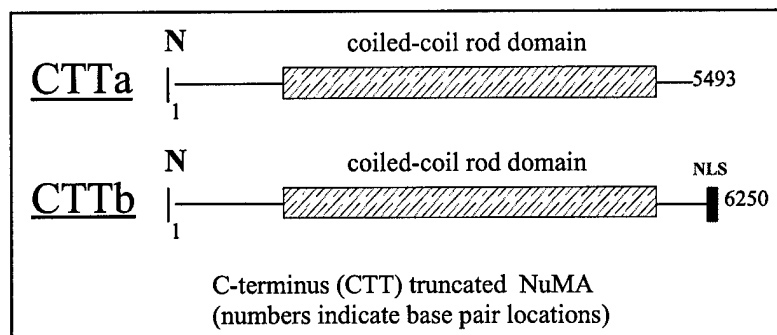 N coiled-coil rod domain
CTTa 5493
1
N coiled-coil rod domain NLS
CTTb 6250
1
C-terminus (CTT) truncated NuMA
(numbers indicate base pair locations)